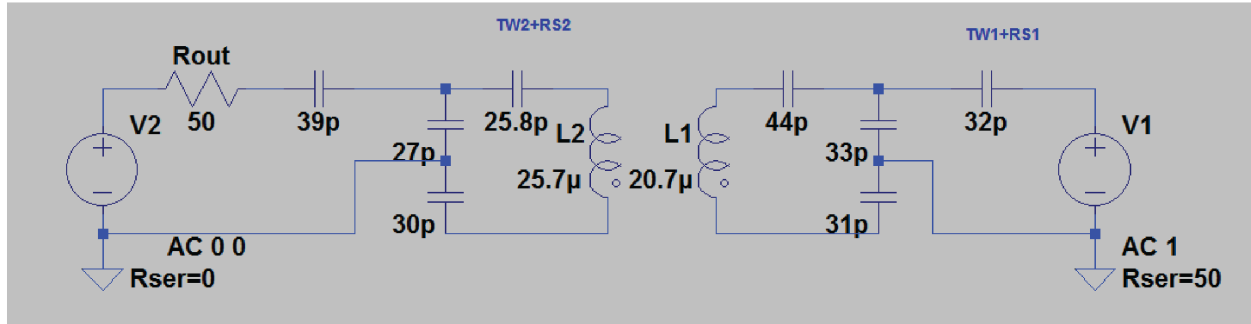 TW2+RS2
TW1+RS1
Rout
V2
50
39p
25.8p
L2
L1
44p
32p
V1
27p
33p
25.7µ
20.7µ
30p
31p
AC 0 0
AC 1
Rser=0
Rser=50